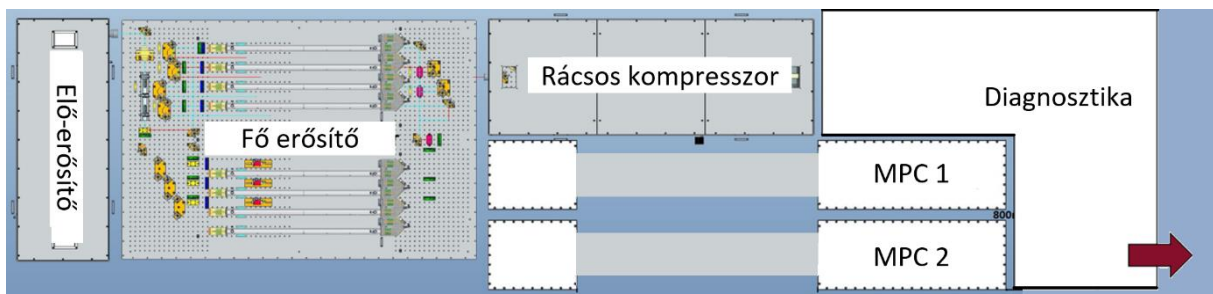 Elő-erősítő
Fő erősítő
Rácsos kompresszor
Diagnosztika
MPC 1
MPC 2